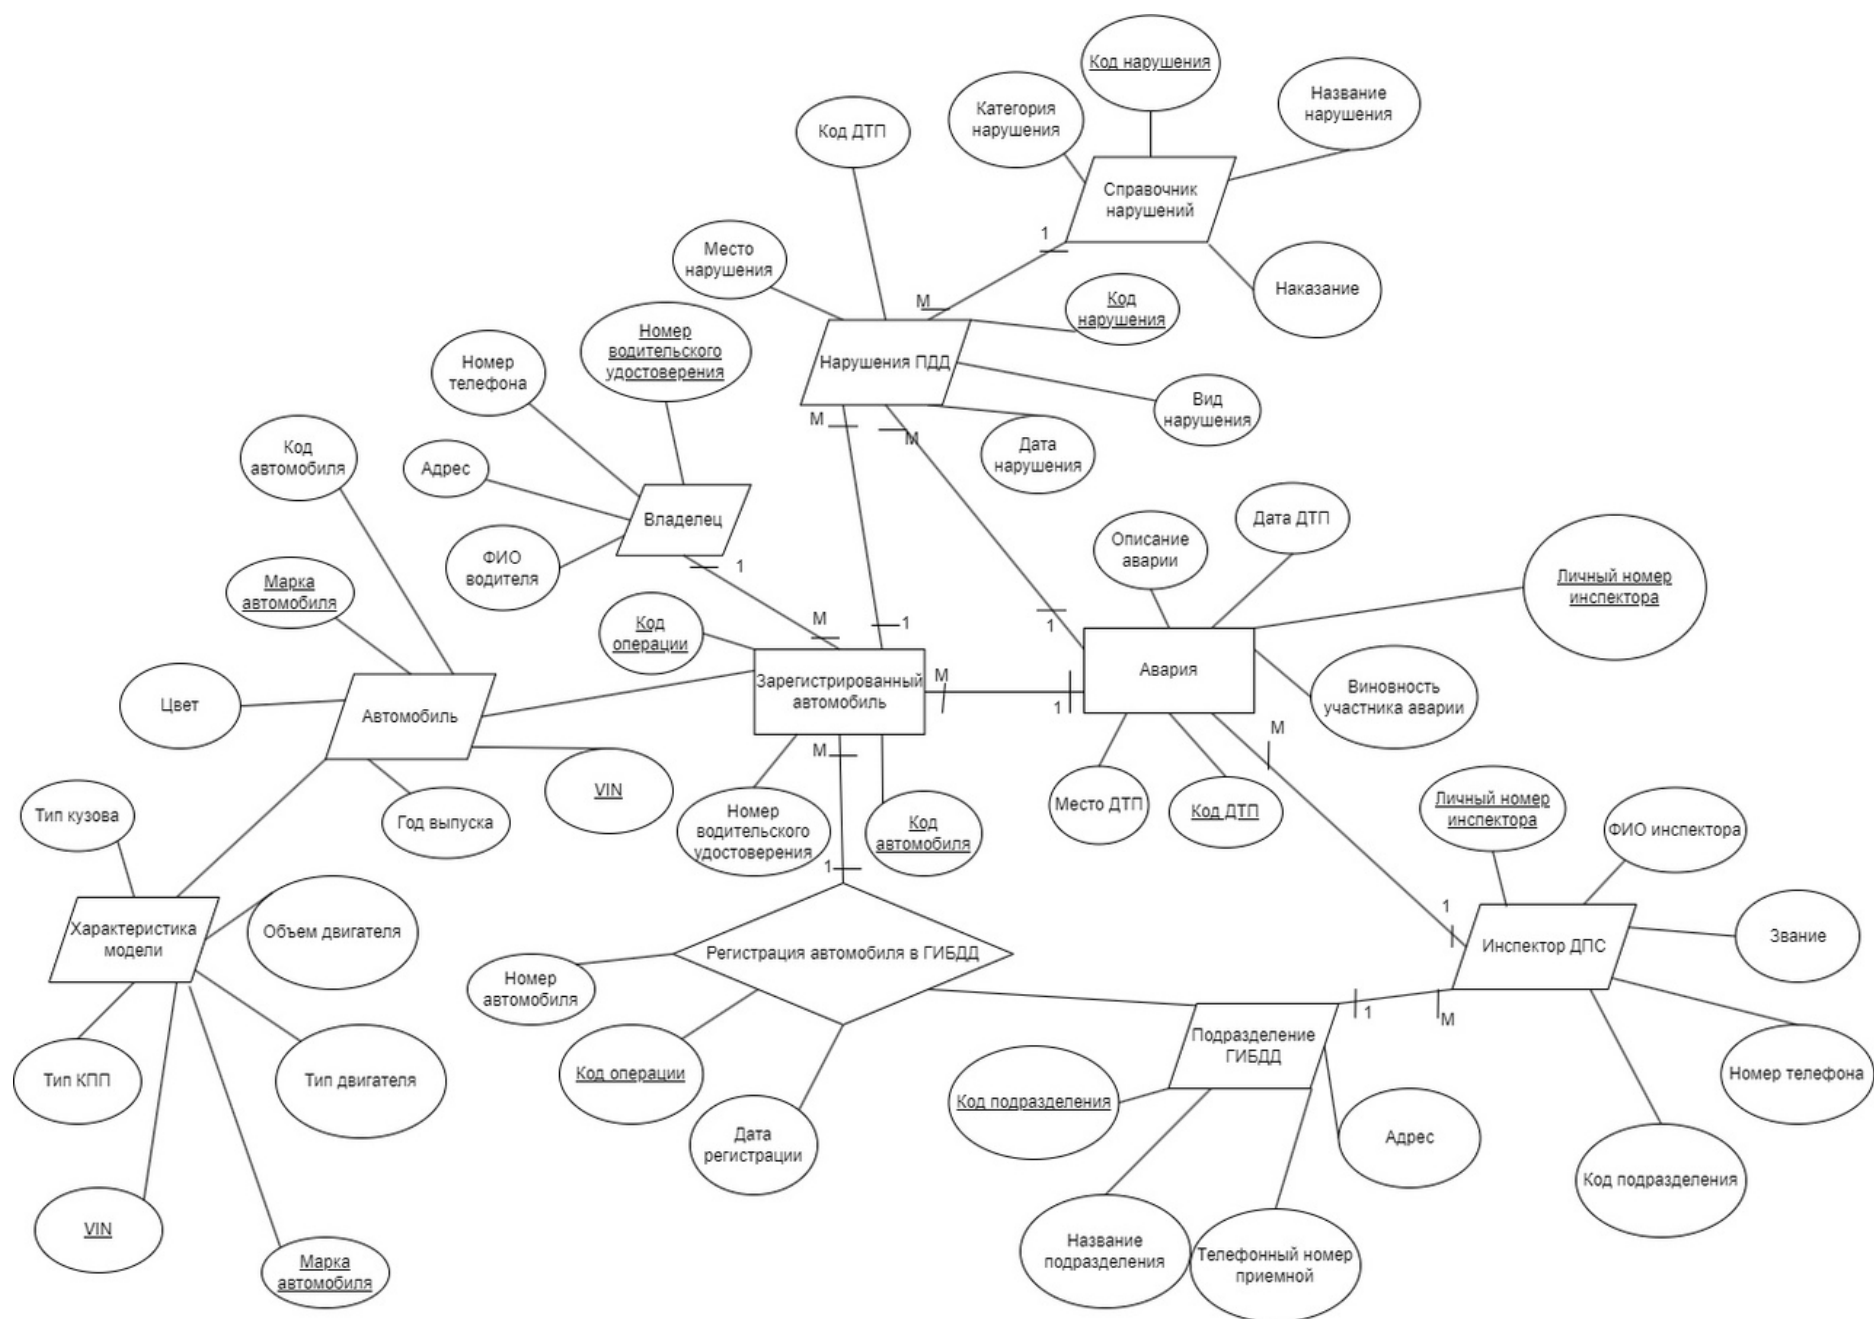 Код нарушения
Категория
нарушения
Название
нарушения
Код ДТП
Справочник
нарушений
1
Место
нарушения
Наказание
М
Код
нарушения
Номер
водительского
удостоверения
Номер
телефона
Нарушения ПДД
Вид
нарушения
М
М
Дата
нарушения
Код
автомобиля
Адрес
Владелец
ФИО
водителя
1
Описание
аварии
Дата ДТП
Личный номер
инспектора
Марка
автомобиля
Код
операции
М
1
1
Цвет
Автомобиль
Зарегистрированный
автомобиль
М
1
Авария
Виновность
участника аварии
М
М
VIN
Год выпуска
Тип кузова
Номер
водительского
удостоверения
Код
автомобиля
Место ДТП
Код ДТП
Личный номер
инспектора
ФИО инспектора
1
1
Характеристика
модели
Объем двигателя
Регистрация автомобиля в ГИБДД
Инспектор ДПС
Звание
Номер
автомобиля
1
М
Подразделение
ГИБДД
Тип КПП
Тип двигателя
Код операции
Код подразделения
Номер телефона
Дата
регистрации
Адрес
Код подразделения
VIN
Марка
автомобиля
Название
подразделения
Телефонный номер
приемной